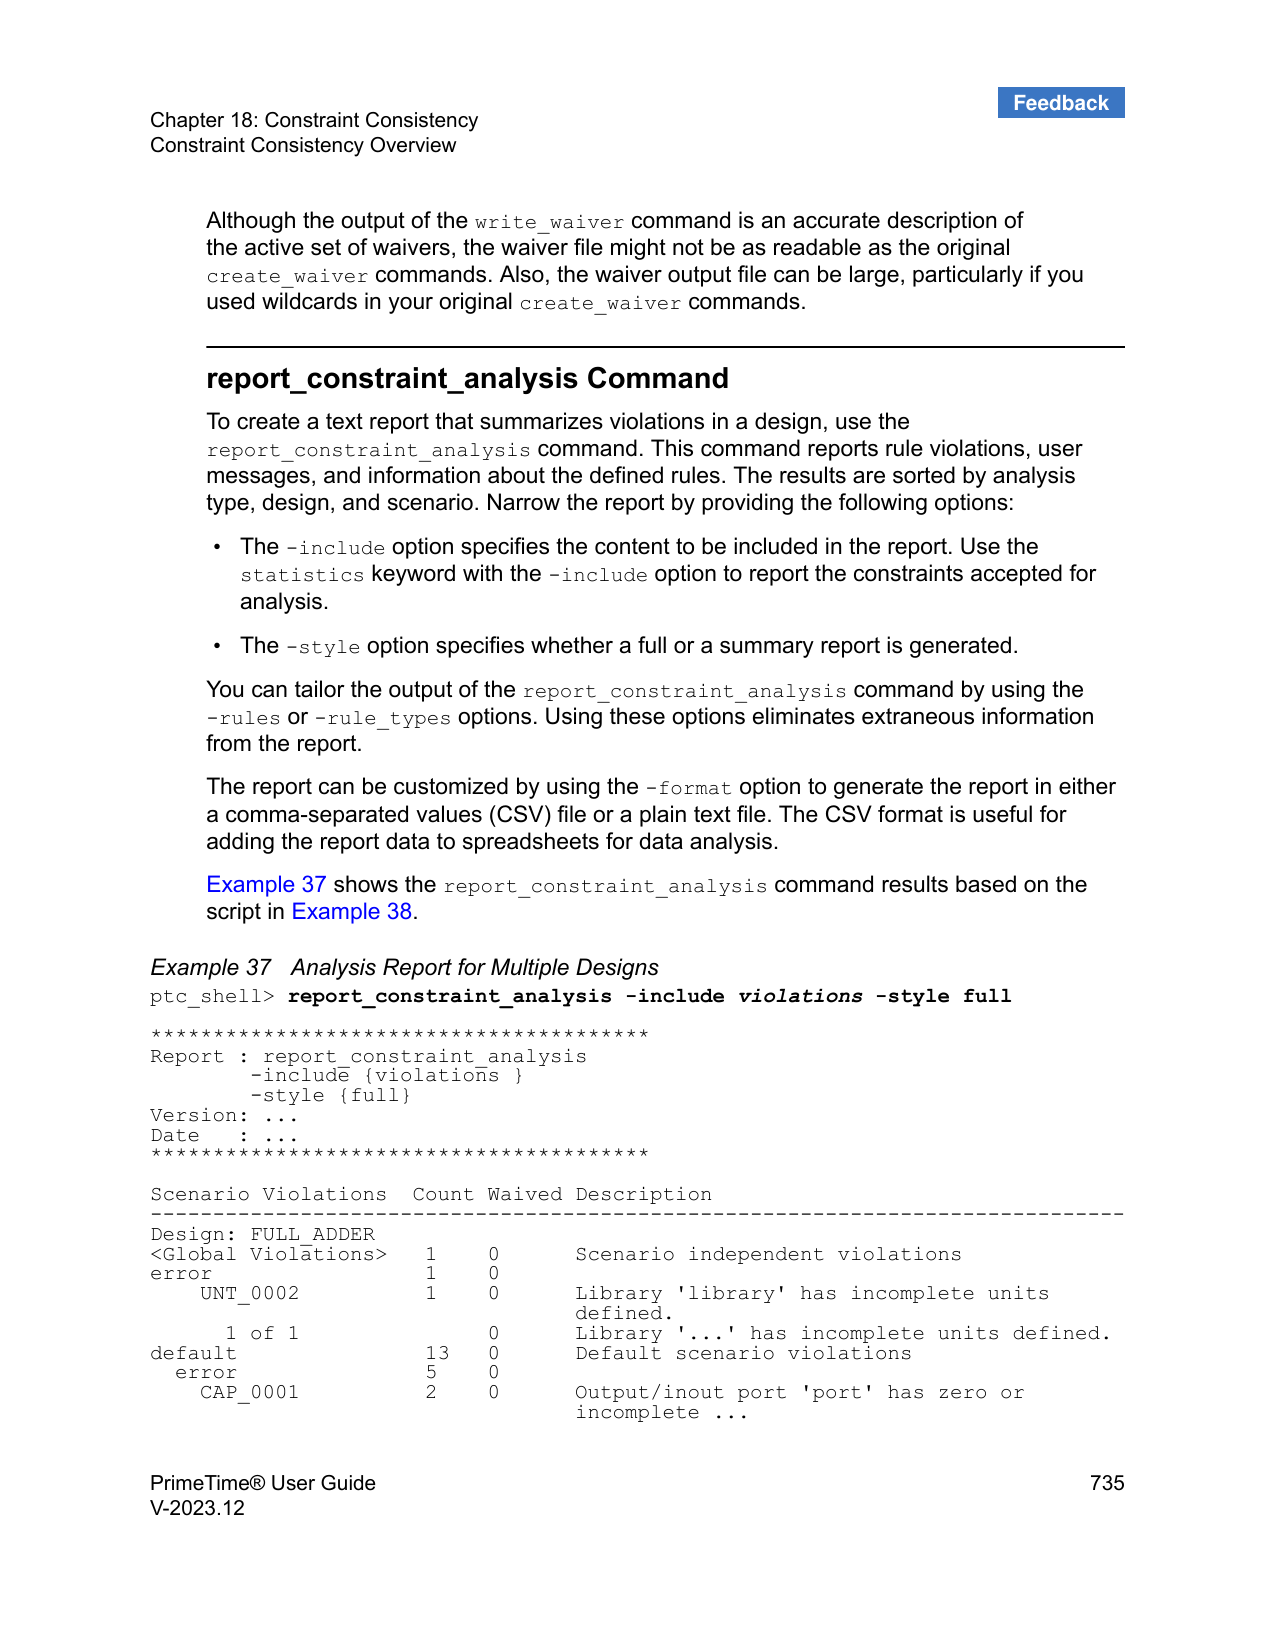 Feedback
Chapter 18: Constraint Consistency
Constraint Consistency Overview
Although the output of the write_waiver command is an accurate description of
the active set of waivers, the waiver file might not be as readable as the original
create_waiver commands. Also, the waiver output file can be large, particularly if you
used wildcards in your original create_waiver commands.
report_constraint_analysis Command
To create a text report that summarizes violations in a design, use the
report_constraint_analysis command. This command reports rule violations, user
messages, and information about the defined rules. The results are sorted by analysis
type, design, and scenario. Narrow the report by providing the following options:
• The -include option specifies the content to be included in the report. Use the
statistics keyword with the -include option to report the constraints accepted for
analysis.
• The -style option specifies whether a full or a summary report is generated.
You can tailor the output of the report_constraint_analysis command by using the
-rules or -rule_types options. Using these options eliminates extraneous information
from the report.
The report can be customized by using the -format option to generate the report in either
a comma-separated values (CSV) file or a plain text file. The CSV format is useful for
adding the report data to spreadsheets for data analysis.
Example 37 shows the report_constraint_analysis command results based on the
script in Example 38.
Example 37 Analysis Report for Multiple Designs
ptc_shell> report_constraint_analysis -include violations -style full
****************************************
Report : report_constraint_analysis
        -include {violations }
        -style {full}
Version: ...
Date   : ...
****************************************
Scenario Violations  Count Waived Description
------------------------------------------------------------------------------
Design: FULL_ADDER
<Global Violations>   1    0      Scenario independent violations
error                 1    0
    UNT_0002          1    0      Library 'library' has incomplete units
                                  defined.
      1 of 1               0      Library '...' has incomplete units defined.
default               13   0      Default scenario violations
  error               5    0
    CAP_0001          2    0      Output/inout port 'port' has zero or
                                  incomplete ...
PrimeTime® User Guide 735
V-2023.12